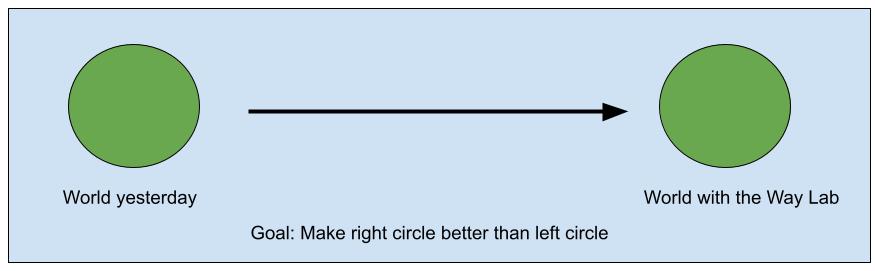 World yesterday
World with the Way Lab
Goal: Make right circle better than left circle